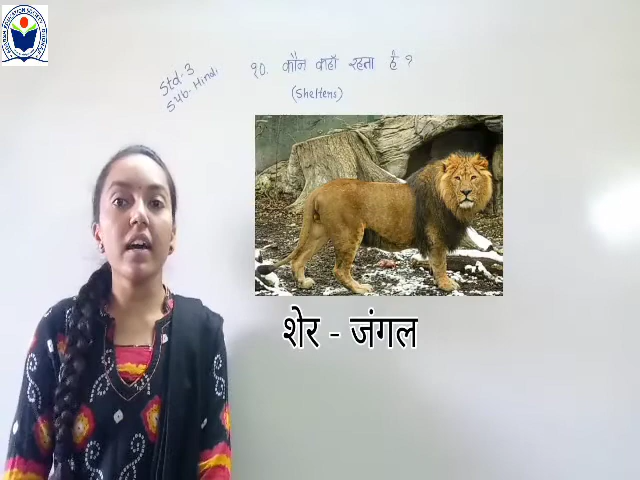 Std-3
Sub-Hindi
१०. कौन कहाँ रहता है ?
(Shelters)
शेर - जंगल